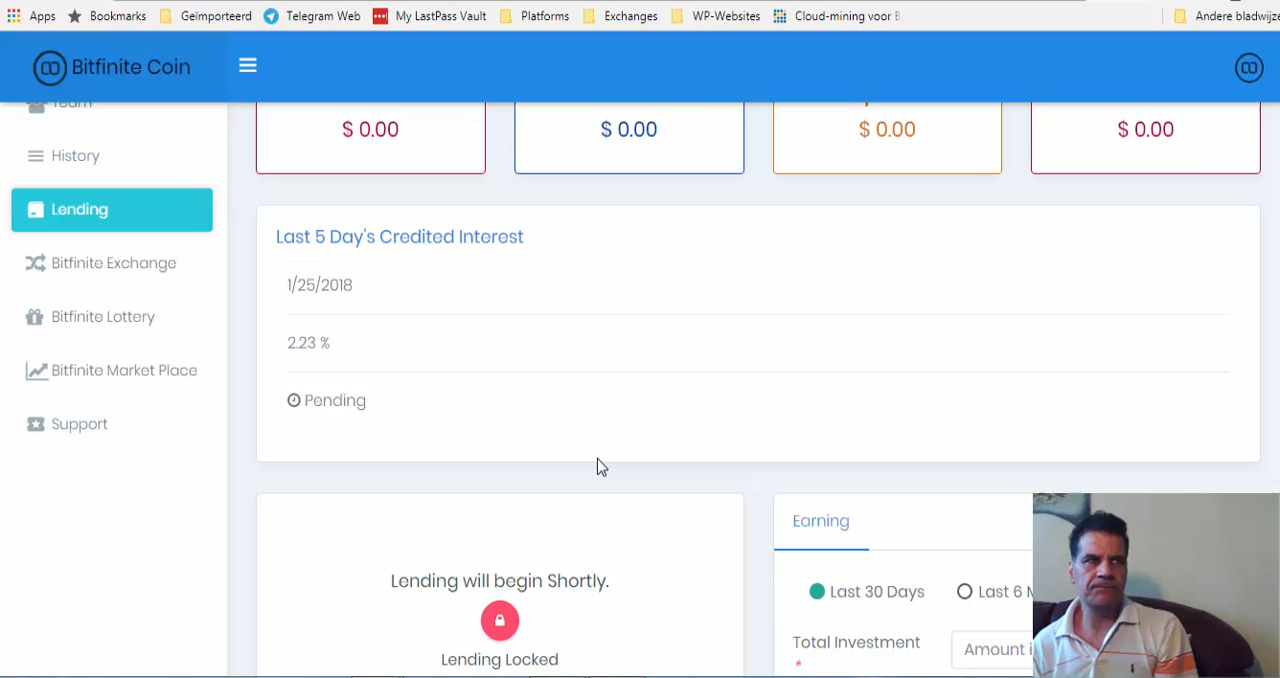 Apps Bookmarks Geïmporteerd Telegram Web My LastPass Vault Platforms Exchanges WP-Websites Cloud-mining voor Andere
Bitfinite Coin
Team
History
Lending
Bitfinite Exchange
Bitfinite Lottery
Bitfinite Market Place
Support
$ 0.00 $ 0.00 $ 0.00 $ 0.00
Last 5 Day's Credited Interest
1/25/2018
2.23 %
Pending
Lending will begin Shortly.
Lending Locked
Earning
Last 30 Days Last 6
Total Investment Amount
*